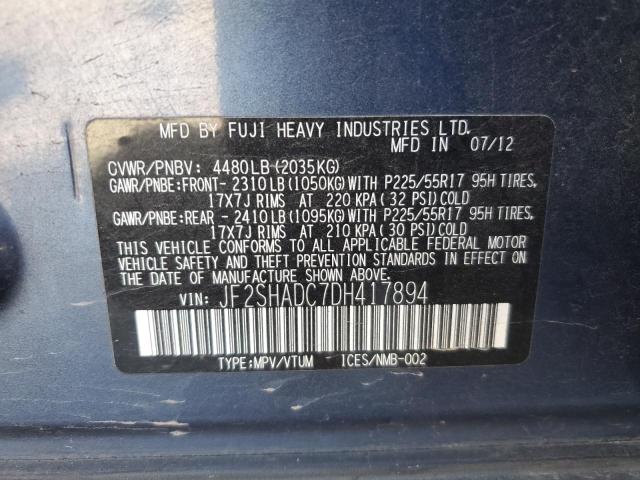 MFD BY FUJI HEAVY INDUSTRIES LTD.
MFD IN 07/12
GVWR/PNBV: 4480LB (2035KG)
GAWR/PNBE:FRONT- 2310LB(1050KG)WITH P225/55R17 95H TIRES,
17X7J RIMS AT 220 KPA ( 32 PSI) COLD
GAWR/PNBE:REAR - 2410LB(1095KG)WITH P225/55R17 95H TIRES,
17X7J RIMS AT 210 KPA ( 30 PSI) COLD
THIS VEHICLE CONFORMS TO ALL APPLICABLE FEDERAL MOTOR
VEHICLE SAFETY AND THEFT PREVENTION STANDARDS
IN EFFECT ON THE DATE OF MANUFACTURE SHOWN ABOVE.
VIN: JF2SHADC7DH417894
TYPE:MPV/VTUM ICES/NMB-002